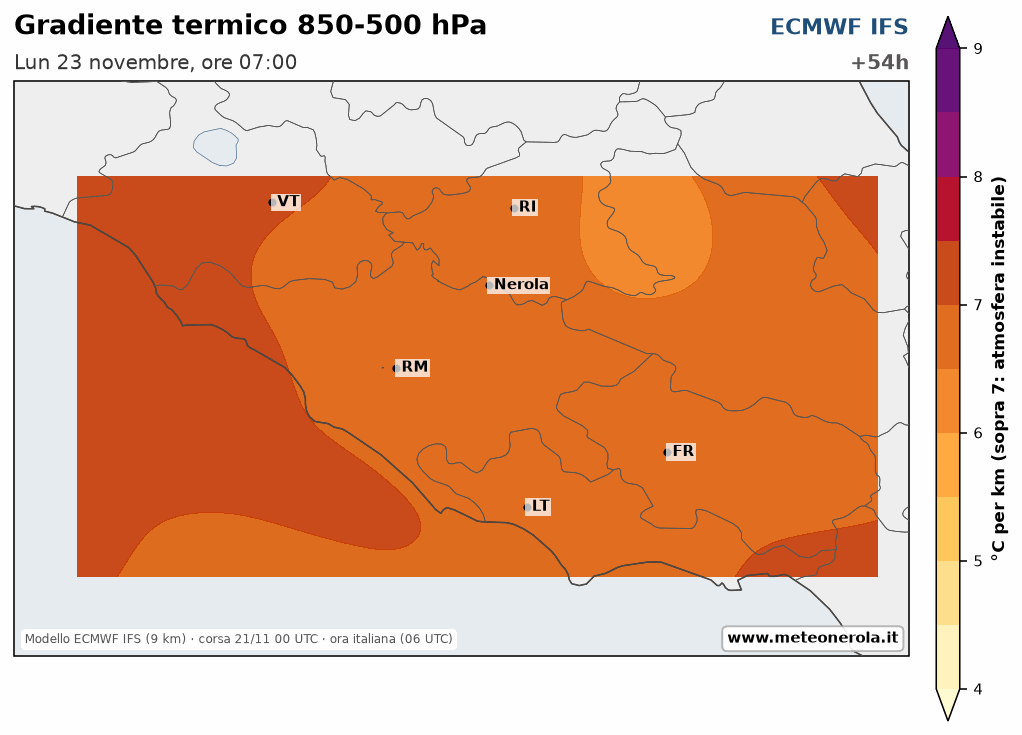 Gradiente termico 850-500 hPa
ECMWF IFS
Lun 23 novembre, ore 07:00
+54h
VT
RI
Nerola
RM
FR
LT
9
8
7
6
5
4
°C per km (sopra 7: atmosfera instabile)
Modello ECMWF IFS (9 km) · corsa 21/11 00 UTC · ora italiana (06 UTC)
www.meteonerola.it